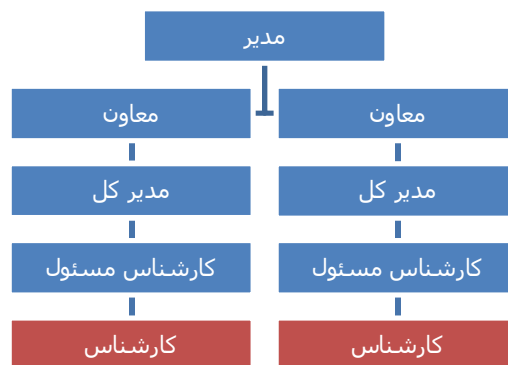 مدیر
معاون
معاون
مدیر کل
مدیر کل
کارشناس مسئول
کارشناس مسئول
کارشناس
کارشناس